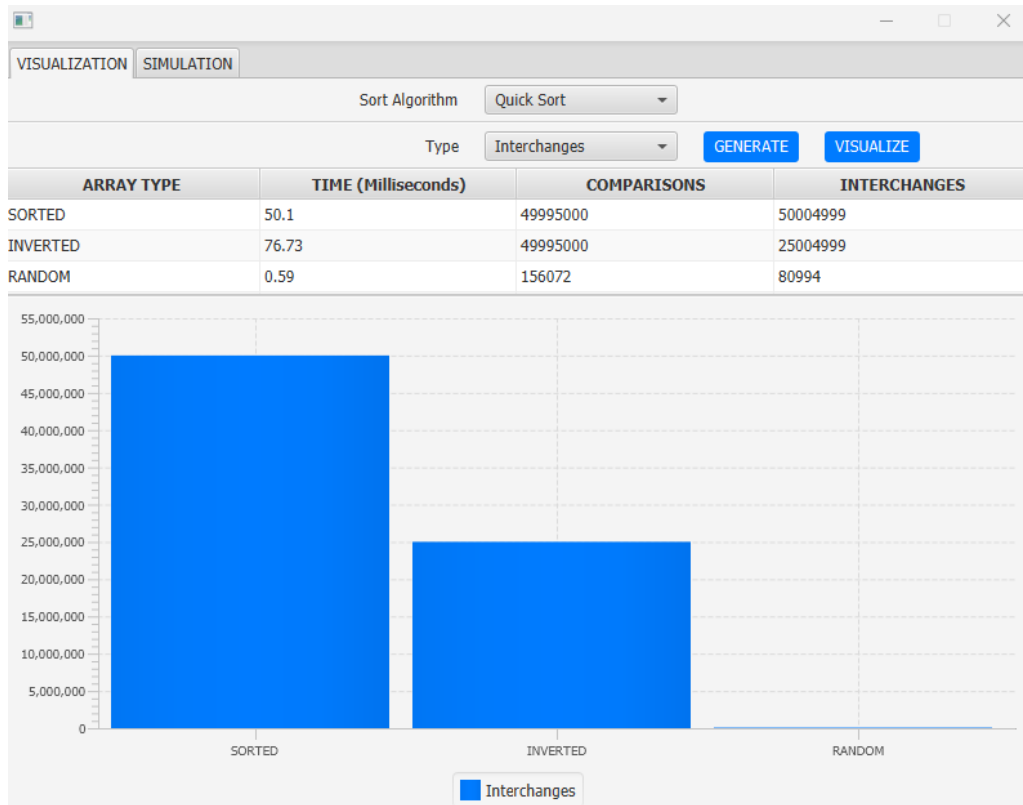 VISUALIZATION SIMULATION
Sort Algorithm Quick Sort
Type Interchanges GENERATE VISUALIZE
ARRAY TYPE TIME (Milliseconds) COMPARISONS INTERCHANGES
SORTED 50.1 49995000 50004999
INVERTED 76.73 49995000 25004999
RANDOM 0.59 156072 80994
55,000,000
50,000,000
45,000,000
40,000,000
35,000,000
30,000,000
25,000,000
20,000,000
15,000,000
10,000,000
5,000,000
0
SORTED INVERTED RANDOM
Interchanges